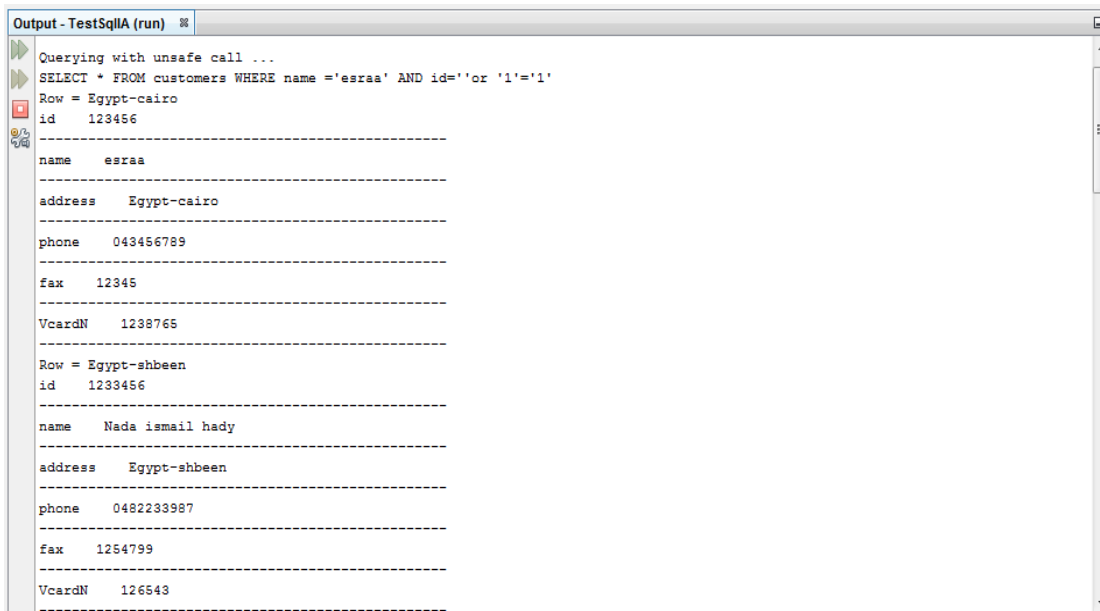 Output - TestSqlIA (run)
Querying with unsafe call ...
SELECT * FROM customers WHERE name ='esraa' AND id=''or '1'='1'
Row = Egypt-cairo
id    123456
--------------------------------------------------
name    esraa
--------------------------------------------------
address    Egypt-cairo
--------------------------------------------------
phone    043456789
--------------------------------------------------
fax    12345
--------------------------------------------------
VcardN    1238765
--------------------------------------------------
Row = Egypt-shbeen
id    1233456
--------------------------------------------------
name    Nada ismail hady
--------------------------------------------------
address    Egypt-shbeen
--------------------------------------------------
phone    0482233987
--------------------------------------------------
fax    1254799
--------------------------------------------------
VcardN    126543
--------------------------------------------------